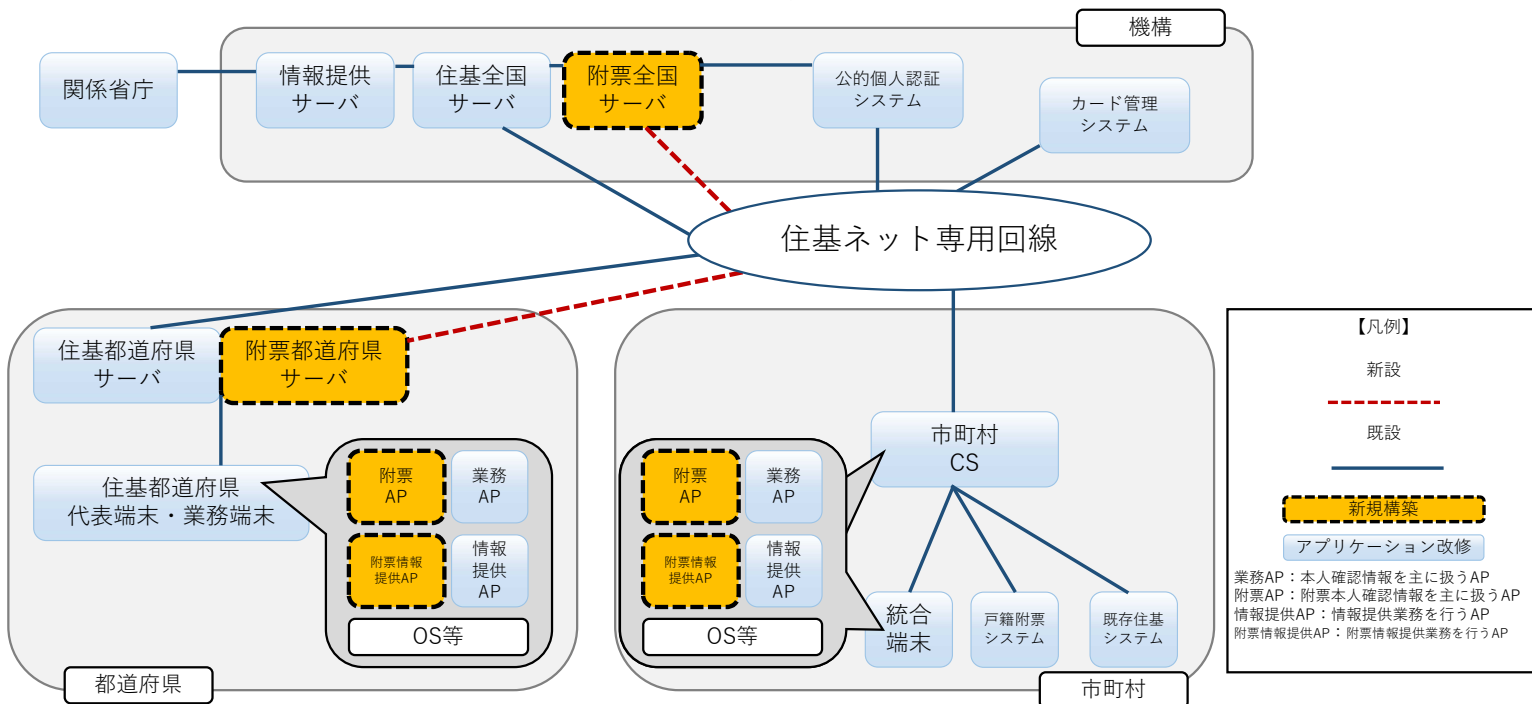 機構
関係省庁
情報提供
サーバ
住基全国
サーバ
附票全国
サーバ
公的個人認証
システム
カード管理
システム
住基ネット専用回線
住基都道府県
サーバ
附票都道府県
サーバ
住基都道府県
代表端末・業務端末
附票
AP
業務
AP
附票情報
提供AP
情報
提供
AP
OS等
都道府県
附票
AP
業務
AP
附票情報
提供AP
情報
提供
AP
OS等
市町村
CS
統合
端末
戸籍附票
システム
既存住基
システム
市町村
【凡例】
新設
既設
新規構築
アプリケーション改修
業務AP：本人確認情報を主に扱うAP
附票AP：附票本人確認情報を主に扱うAP
情報提供AP：情報提供業務を行うAP
附票情報提供AP：附票情報提供業務を行うAP